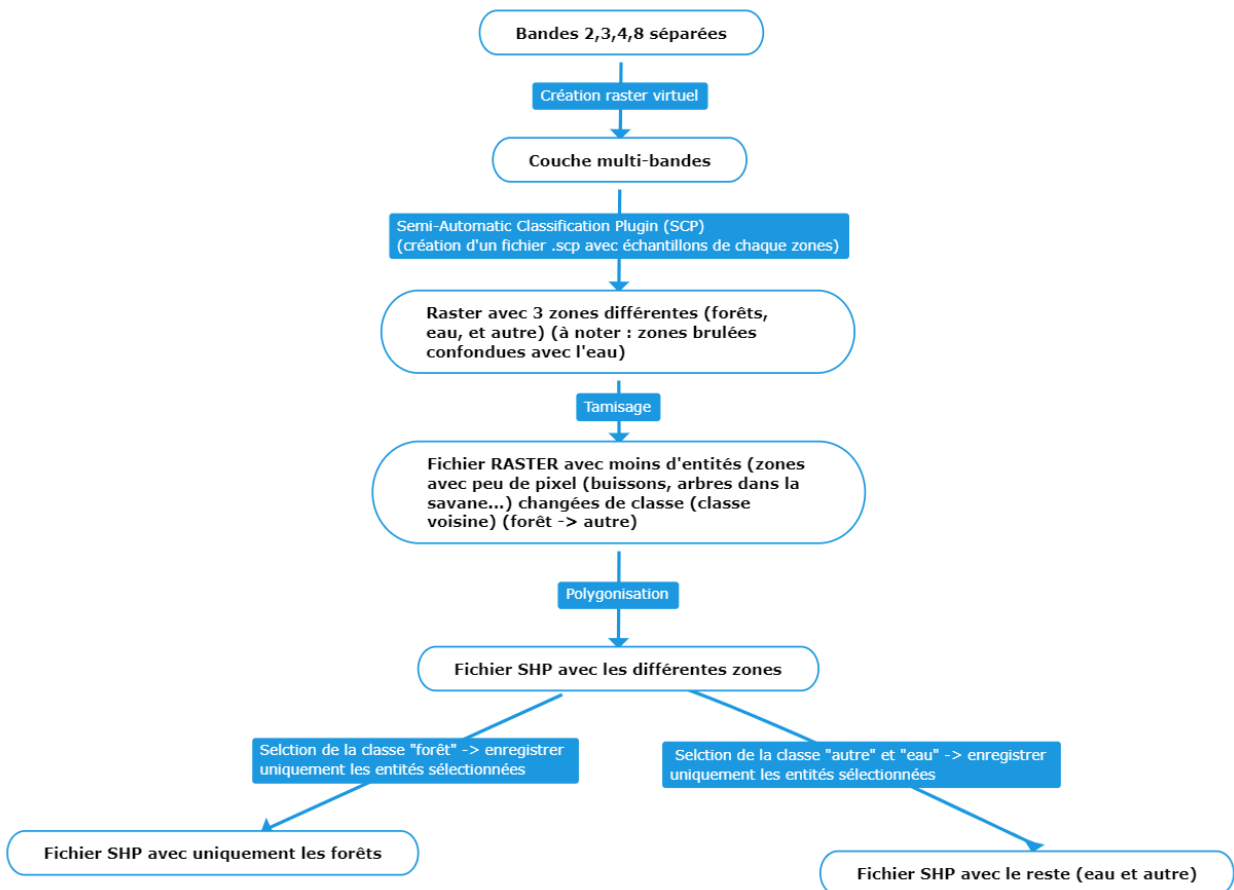 Bandes 2,3,4,8 séparées
Création raster virtuel
Couche multi-bandes
Semi-Automatic Classification Plugin (SCP)
(création d'un fichier .scp avec échantillons de chaque zones)
Raster avec 3 zones différentes (forêts,
eau, et autre) (à noter : zones brulées
confondues avec l'eau)
Tamisage
Fichier RASTER avec moins d'entités (zones
avec peu de pixel (buissons, arbres dans la
savane...) changées de classe (classe
voisine) (forêt -> autre)
Polygonisation
Fichier SHP avec les différentes zones
Selction de la classe "forêt" -> enregistrer
uniquement les entités sélectionnées
Selction de la classe "autre" et "eau" -> enregistrer
uniquement les entités sélectionnées
Fichier SHP avec uniquement les forêts
Fichier SHP avec le reste (eau et autre)